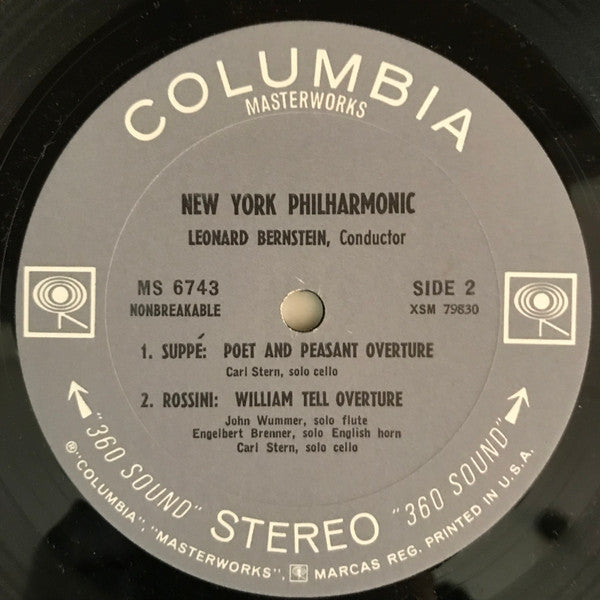 COLUMBIA
MASTERWORKS
NEW YORK PHILHARMONIC
LEONARD BERNSTEIN, Conductor
MS 6743
NONBREAKABLE
SIDE 2
XSM 79830
1. SUPPÉ: POET AND PEASANT OVERTURE
Carl Stern, solo cello
2. ROSSINI: WILLIAM TELL OVERTURE
John Wummer, solo flute
Engelbert Brenner, solo English horn
Carl Stern, solo cello
"360 SOUND" STEREO "360 SOUND"
®"COLUMBIA", "MASTERWORKS", MARCAS REG. PRINTED IN U.S.A.